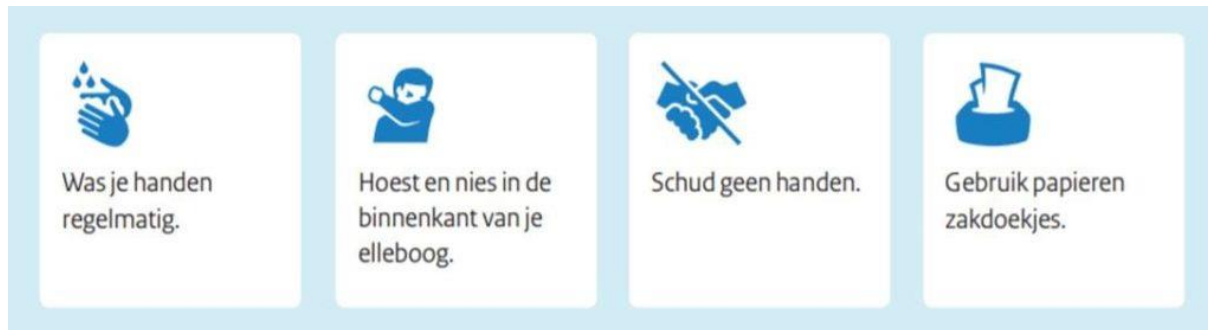 Was je handen
regelmatig.
Hoest en nies in de
binnenkant van je
elleboog.
Schud geen handen.
Gebruik papieren
zakdoekjes.